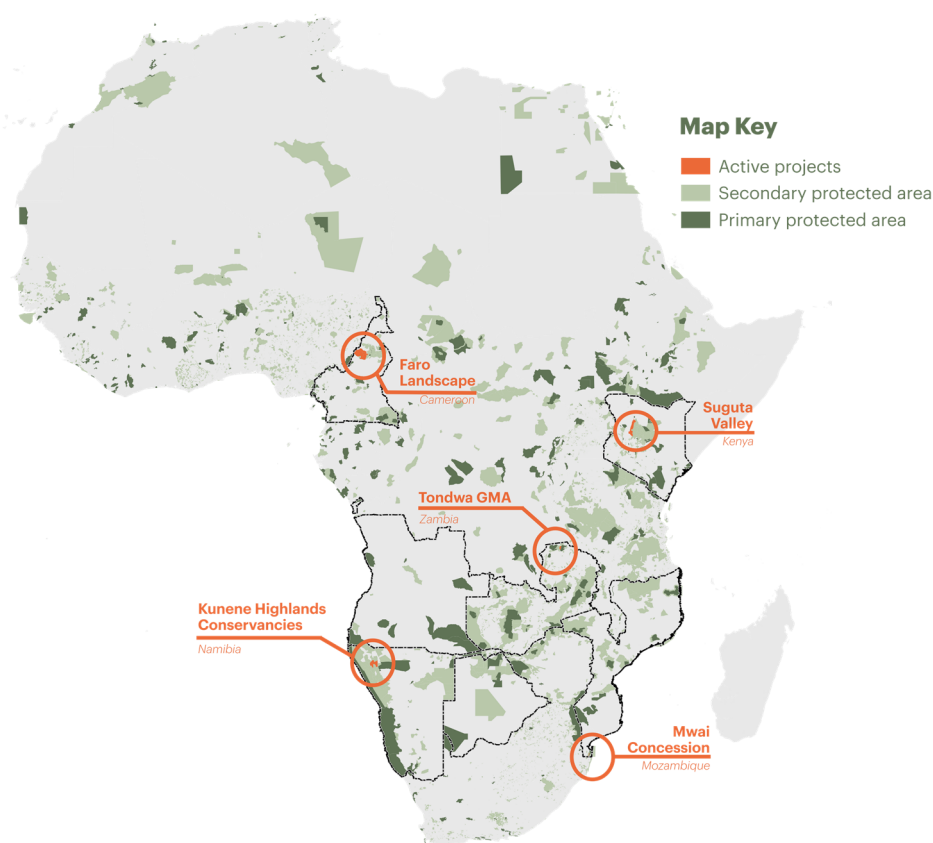 Map Key
Active projects
Secondary protected area
Primary protected area
Faro
Landscape
Cameroon
Suguta
Valley
Kenya
Tondwa GMA
Zambia
Kunene Highlands
Conservancies
Namibia
Mwai
Concession
Mozambique